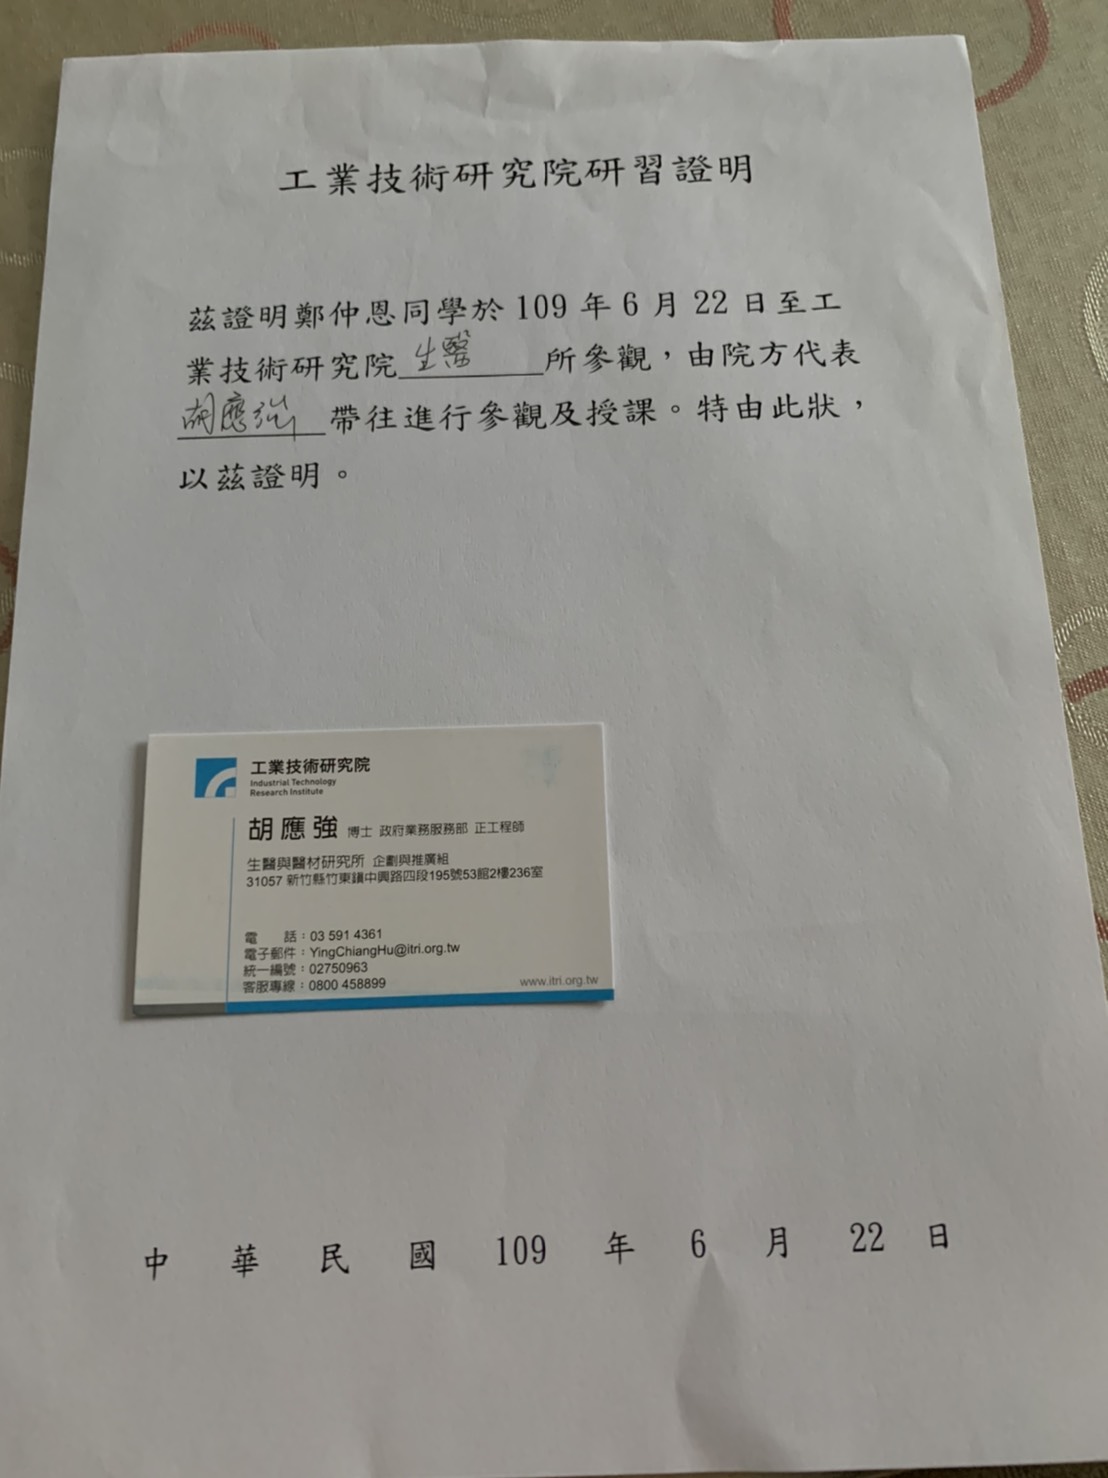 工業技術研究院研習證明
茲證明鄭仲恩同學於 109 年 6 月 22 日至工
業技術研究院生醫所參觀，由院方代表
胡應強帶往進行參觀及授課。特由此狀，
以茲證明。
工業技術研究院
Industrial Technology
Research Institute
胡應強 博士 政府業務服務部 正工程師
生醫與醫材研究所 企劃與推廣組
31057 新竹縣竹東鎮中興路四段195號53館2樓236室
電 話：03 591 4361
電子郵件：YingChiangHu@itri.org.tw
統一編號：02750963
客服專線：0800 458899
www.itri.org.tw
中 華 民 國 109 年 6 月 22 日